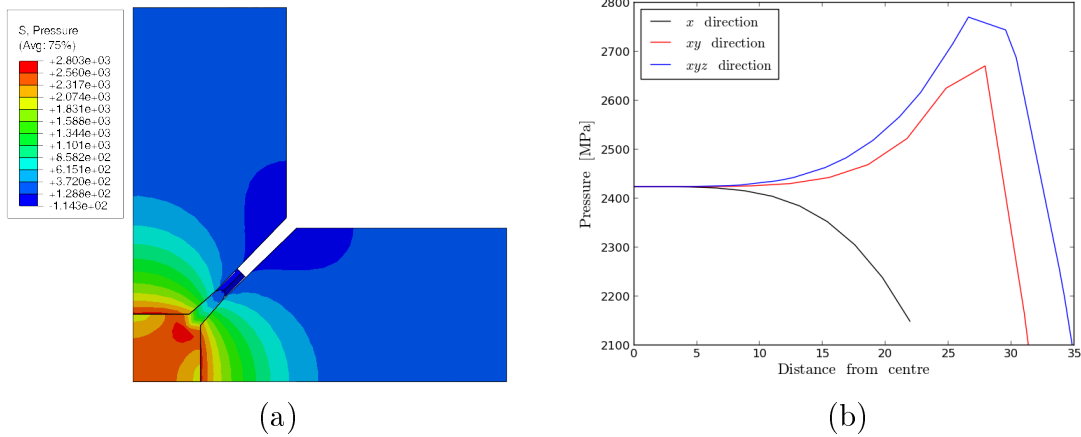 S, Pressure
(Avg: 75%)
+2.803e+03
+2.560e+03
+2.317e+03
+2.074e+03
+1.831e+03
+1.588e+03
+1.344e+03
+1.101e+03
+8.582e+02
+6.151e+02
+3.720e+02
+1.288e+02
-1.143e+02
(a)
x direction
xy direction
xyz direction
2800
2700
2600
2500
2400
2300
2200
2100
Pressure [MPa]
0 5 10 15 20 25 30 35
Distance from centre
(b)